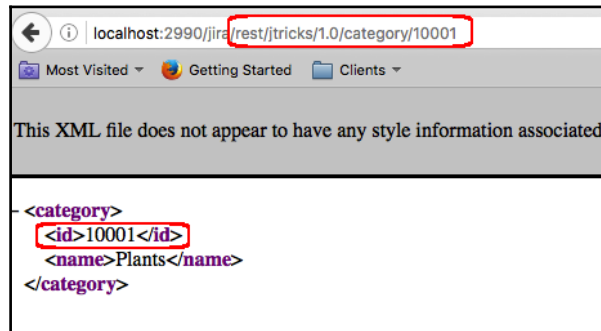 localhost:2990/jira/rest/jtricks/1.0/category/10001
Most Visited Getting Started Clients
This XML file does not appear to have any style information associated
- <category>
<id>10001</id>
<name>Plants</name>
</category>